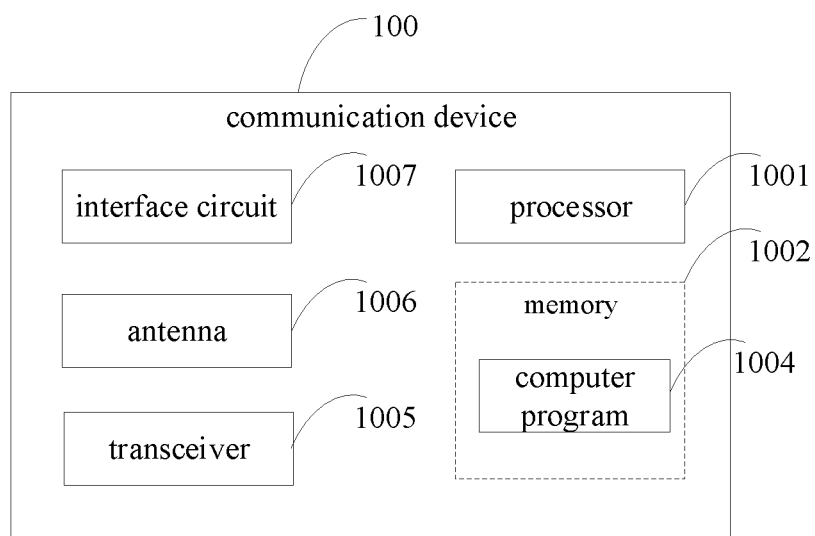 100
communication device
1007
interface circuit
1001
processor
1002
1006
antenna
memory
1004
computer
program
1005
transceiver